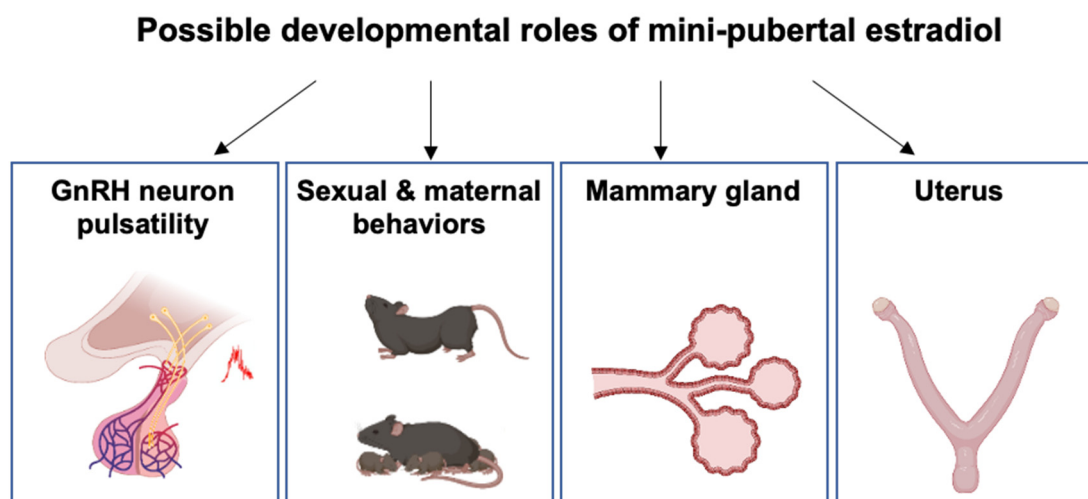 Possible developmental roles of mini-pubertal estradiol
GnRH neuron
pulsatility
Sexual & maternal
behaviors
Mammary gland
Uterus